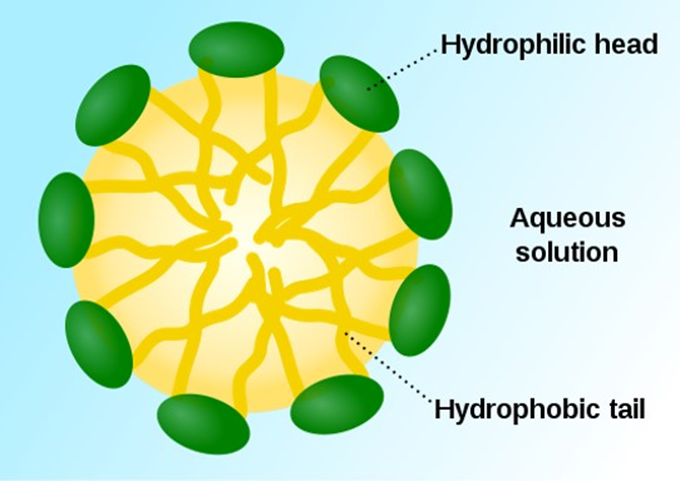 Hydrophilic head
Aqueous
solution
Hydrophobic tail